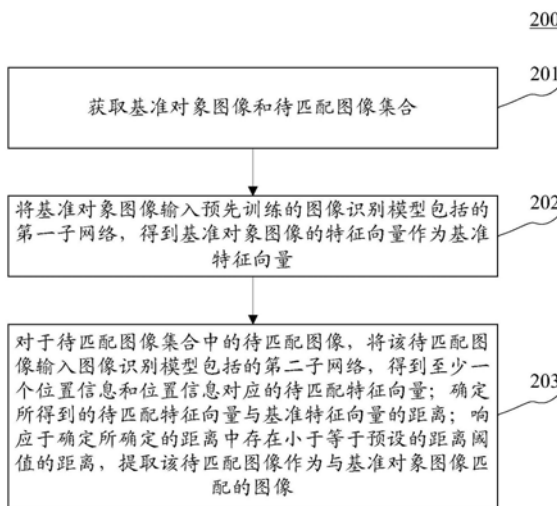 200
201
获取基准对象图像和待匹配图像集合
202
将基准对象图像输入预先训练的图像识别模型包括的
第一子网络，得到基准对象图像的特征向量作为基准
特征向量
对于待匹配图像集合中的待匹配图像，将该待匹配图
像输入图像识别模型包括的第二子网络，得到至少一
个位置信息和位置信息对应的待匹配特征向量；确定
203
所得到的待匹配特征向量与基准特征向量的距离；响
应于确定所确定的距离中存在小于等于预设的距离阈
值的距离，提取该待匹配图像作为与基准对象图像匹
配的图像